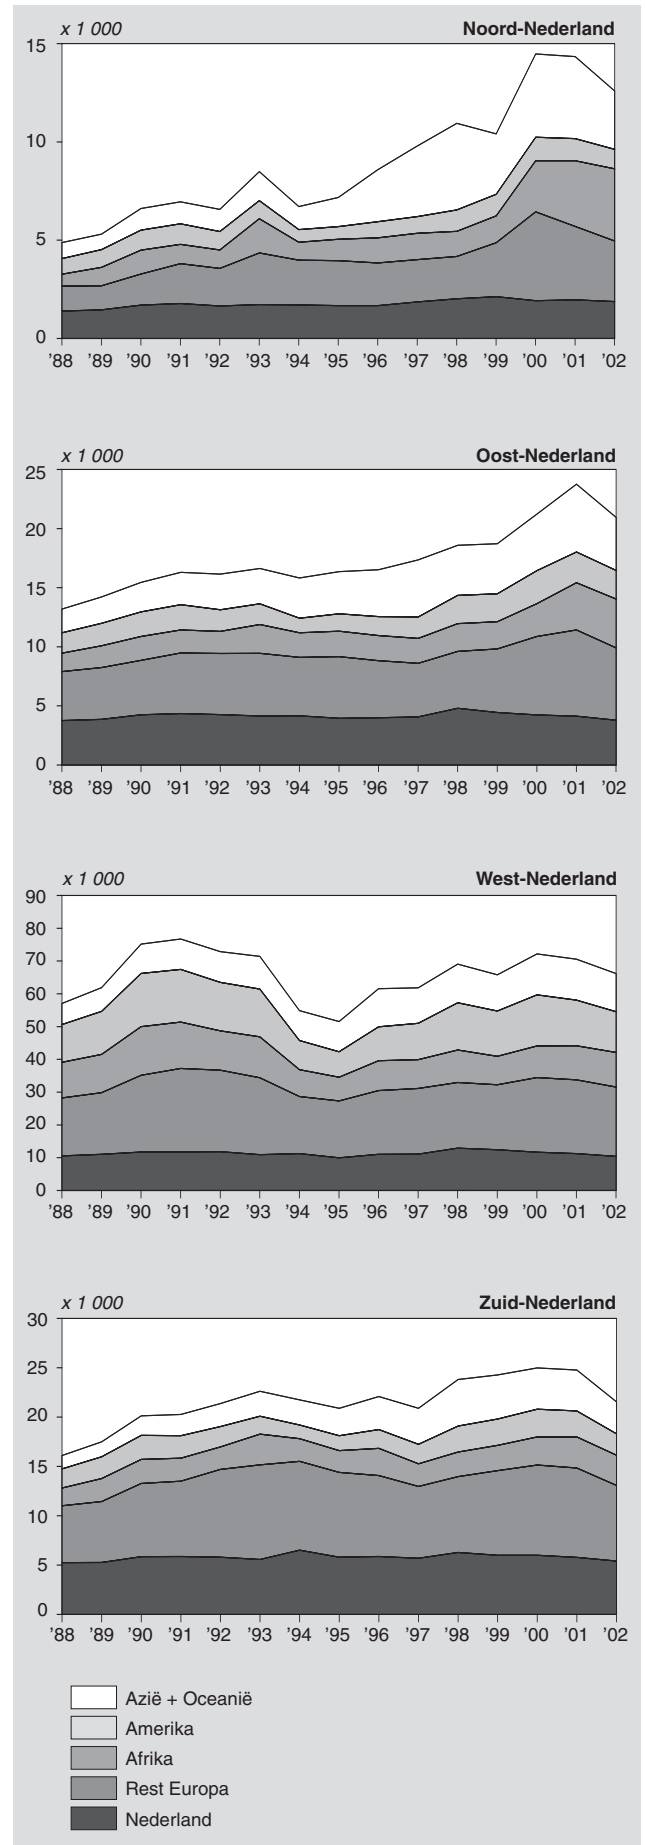 x 1 000 Noord-Nederland
15
10
5
0
’88 ’89 ’90 ’91 ’92 ’93 ’94 ’95 ’96 ’97 ’98 ’99 ’00 ’01 ’02
x 1 000 Oost-Nederland
25
20
15
10
5
0
’88 ’89 ’90 ’91 ’92 ’93 ’94 ’95 ’96 ’97 ’98 ’99 ’00 ’01 ’02
x 1 000 West-Nederland
90
80
70
60
50
40
30
20
10
0
’88 ’89 ’90 ’91 ’92 ’93 ’94 ’95 ’96 ’97 ’98 ’99 ’00 ’01 ’02
x 1 000 Zuid-Nederland
30
25
20
15
10
5
0
’88 ’89 ’90 ’91 ’92 ’93 ’94 ’95 ’96 ’97 ’98 ’99 ’00 ’01 ’02
Azië + Oceanië
Amerika
Afrika
Rest Europa
Nederland